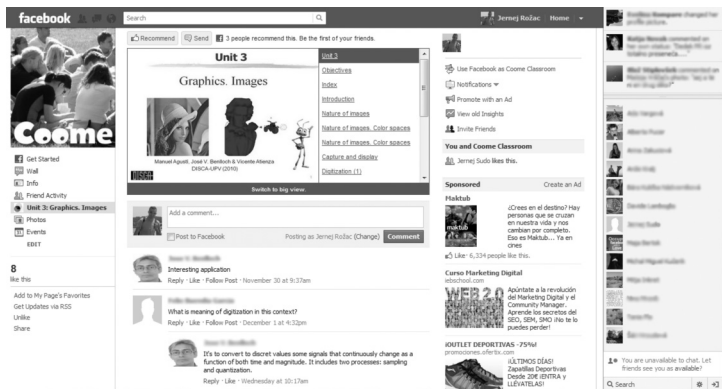 facebook
Search
Jernej Rožac Home
Coome
Get Started
Wall
Info
Friend Activity
Unit 3: Graphics. Images
Photos
Events
EDIT
8
like this
Add to My Page's Favorites
Get Updates via RSS
Unlike
Share
Recommend Send 3 people recommend this. Be the first of your friends.
Unit 3
Graphics. Images
Manuel Agustí, José V. Benlloch & Vicente Atienza
DISCA-UPV (2010)
DISCA
Unit 3
Objectives
Index
Introduction
Nature of images
Nature of images. Color spaces
Nature of images. Color spaces
Capture and display
Digitization (1)
Switch to big view.
Add a comment...
Post to Facebook Posting as Jernej Rožac (Change) Comment
Interesting application
Reply · Like · Follow Post · November 30 at 9:37am
What is meaning of digitization in this context?
Reply · Like · Follow Post · December 1 at 4:32pm
It's to convert to discret values some signals that continuously change as a
function of both time and magnitude. It includes two processes: sampling
and quantization.
Reply · Like · Wednesday at 10:17am
Use Facebook as Coome Classroom
Notifications
Promote with an Ad
View old Insights
Invite Friends
You and Coome Classroom
Jernej Sudo likes this.
Sponsored Create an Ad
Maktub
maktub
¿Crees en el destino? Hay
personas que se cruzan
en nuestra vida y nos
cambian por completo.
Eso es Maktub... Ya en
cines
Like · 6,334 people like this.
Curso Marketing Digital
iebschool.com
WEB 2.0
Apúntate a la revolución
del Marketing Digital y el
Community Manager.
Aprende los secretos del
SEO, SEM, SMO ¡No te lo
puedes perder!
¡OUTLET DEPORTIVAS -75%!
promociones.ofertix.com
¡ÚLTIMOS DÍAS!
Zapatillas Deportivas
Desde 20€ ¡ENTRA y
LLÉVATELAS!
changed her
profile picture.
commented on
You are unavailable to chat. Let
friends see you as available?
Search